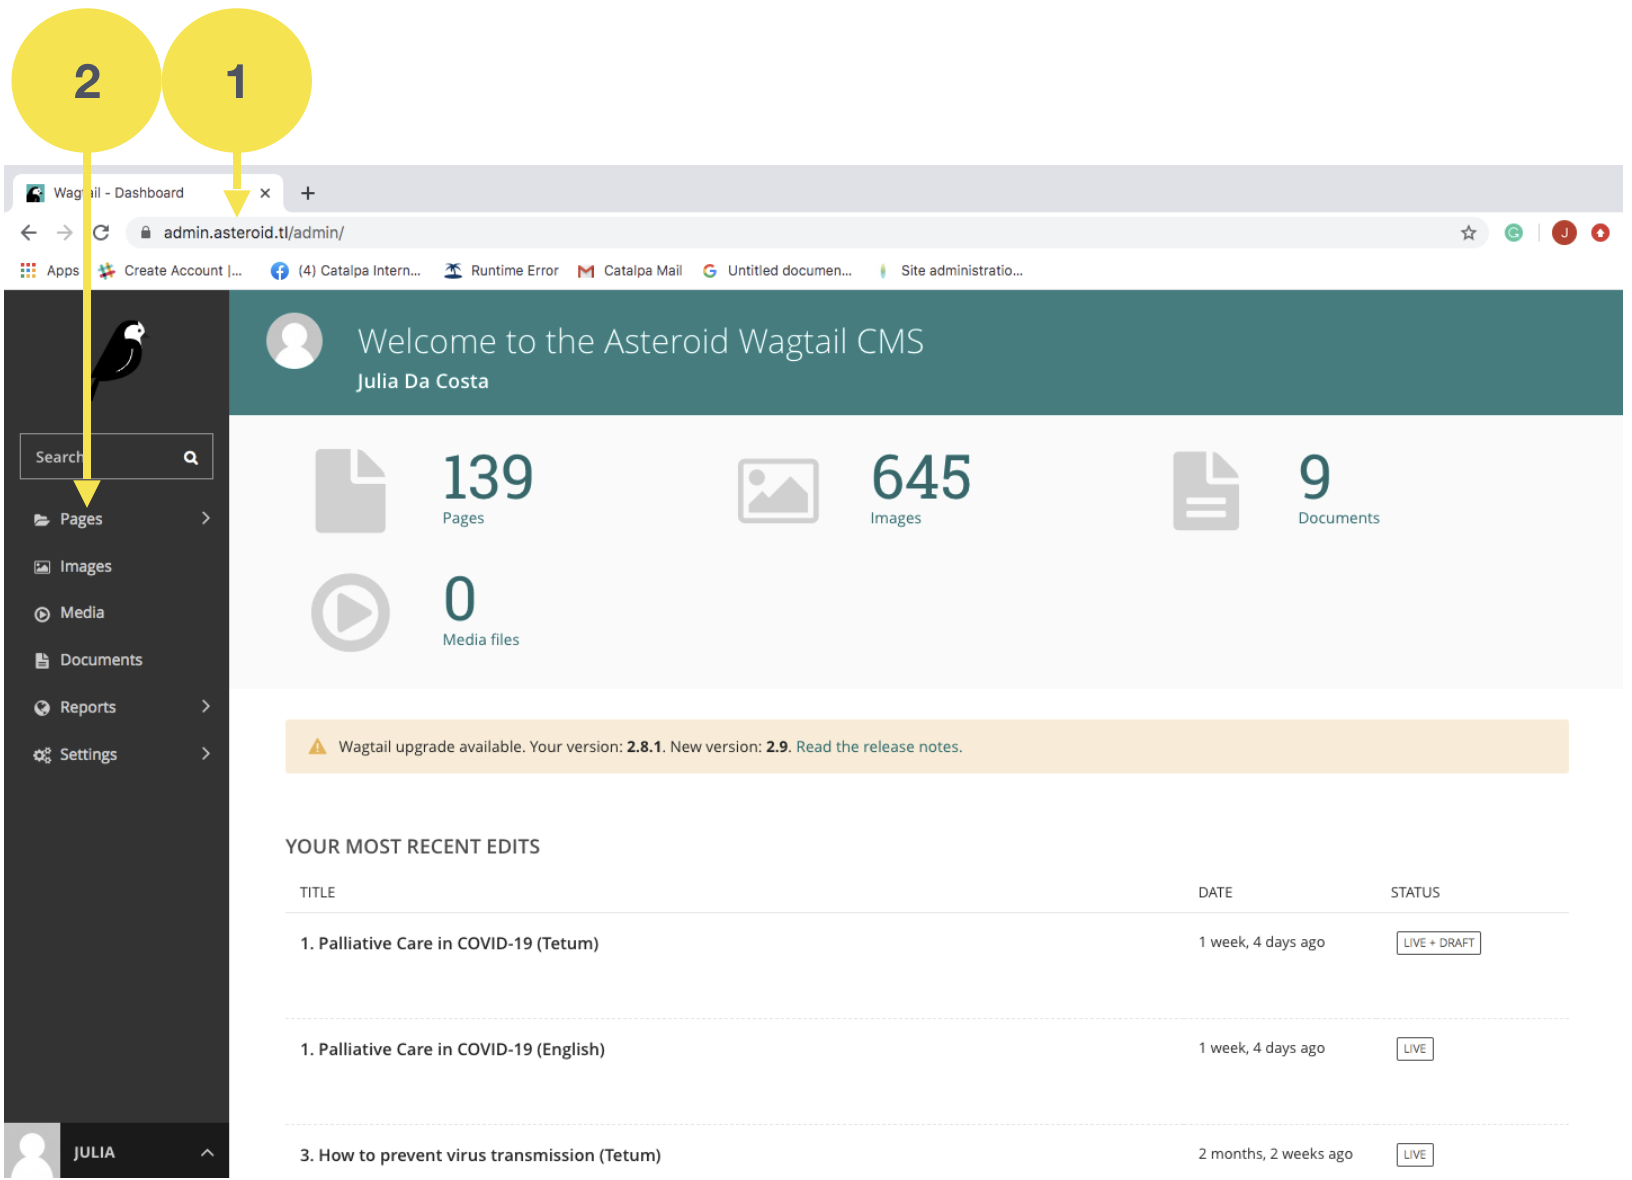 2 1
Wagtail - Dashboard
admin.asteroid.tl/admin/
Apps Create Account |... (4) Catalpa Intern... Runtime Error Catalpa Mail Untitled documen... Site administratio...
J
Welcome to the Asteroid Wagtail CMS
Julia Da Costa
Search
Pages
Images
Media
Documents
Reports
Settings
JULIA
139
Pages
645
Images
9
Documents
0
Media files
Wagtail upgrade available. Your version: 2.8.1. New version: 2.9. Read the release notes.
YOUR MOST RECENT EDITS
TITLE DATE STATUS
1. Palliative Care in COVID-19 (Tetum) 1 week, 4 days ago LIVE + DRAFT
1. Palliative Care in COVID-19 (English) 1 week, 4 days ago LIVE
3. How to prevent virus transmission (Tetum) 2 months, 2 weeks ago LIVE